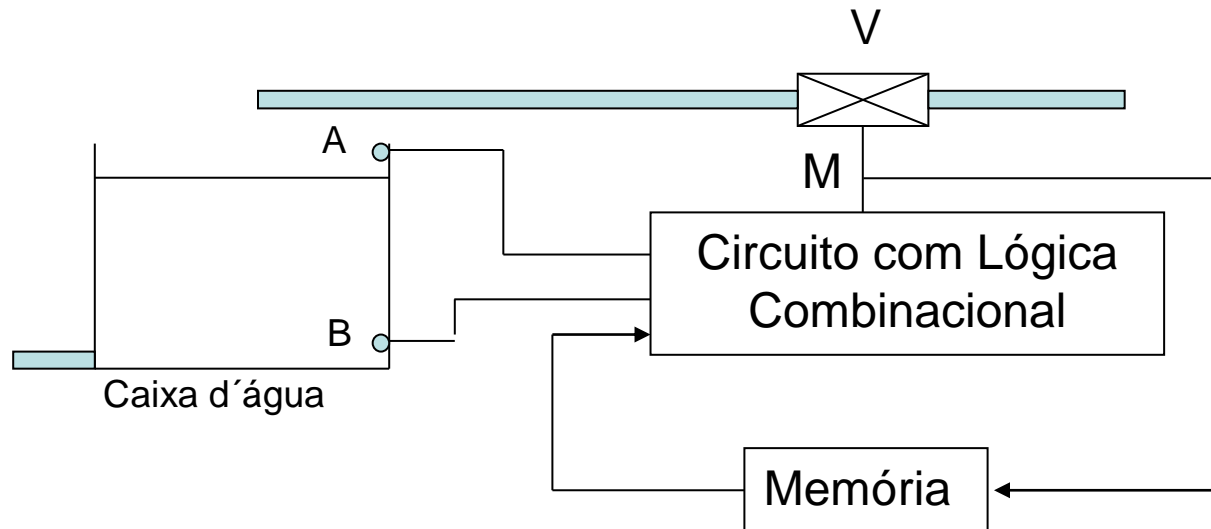 V
A
M
Circuito com Lógica
Combinacional
B
Caixa d´água
Memória